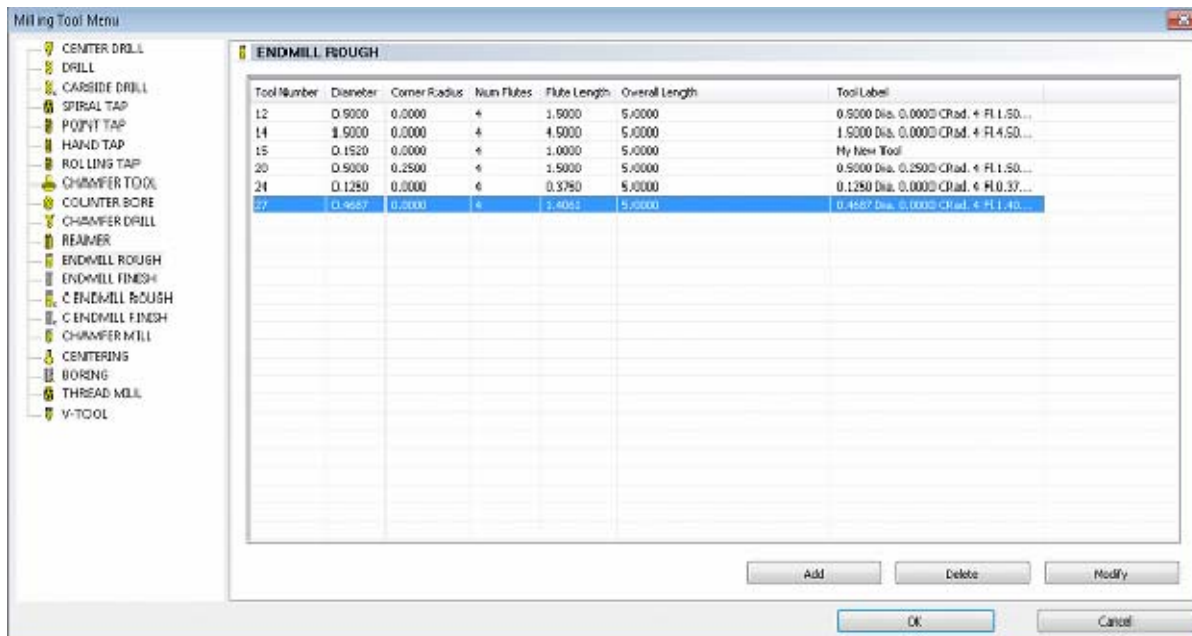 Milling Tool Menu
CENTER DRILL
DRILL
CARBIDE DRILL
SPIRAL TAP
POINT TAP
HAND TAP
ROLLING TAP
CHAMFER TOOL
COUNTER BORE
CHAMFER DRILL
REAMER
ENDMILL ROUGH
ENDMILL FINISH
C ENDMILL ROUGH
C ENDMILL FINISH
CHAMFER MILL
CENTERING
BORING
THREAD MILL
V-TOOL
ENDMILL ROUGH
Tool Number Diameter Corner Radius Num Flutes Flute Length Overall Length Tool Label
12 0.5000 0.0000 4 1.5000 5.0000 0.5000 Dia. 0.0000 CRad. 4 Fl.1.50...
14 1.5000 0.0000 4 4.5000 5.0000 1.5000 Dia. 0.0000 CRad. 4 Fl.4.50...
15 0.1520 0.0000 4 1.0000 5.0000 My New Tool
20 0.5000 0.2500 4 1.5000 5.0000 0.5000 Dia. 0.2500 CRad. 4 Fl.1.50...
24 0.1250 0.0000 4 0.3750 5.0000 0.1250 Dia. 0.0000 CRad. 4 Fl.0.37...
27 0.4687 0.0000 4 1.4061 5.0000 0.4687 Dia. 0.0000 CRad. 4 Fl.1.40...
Add Delete Modify
OK Cancel